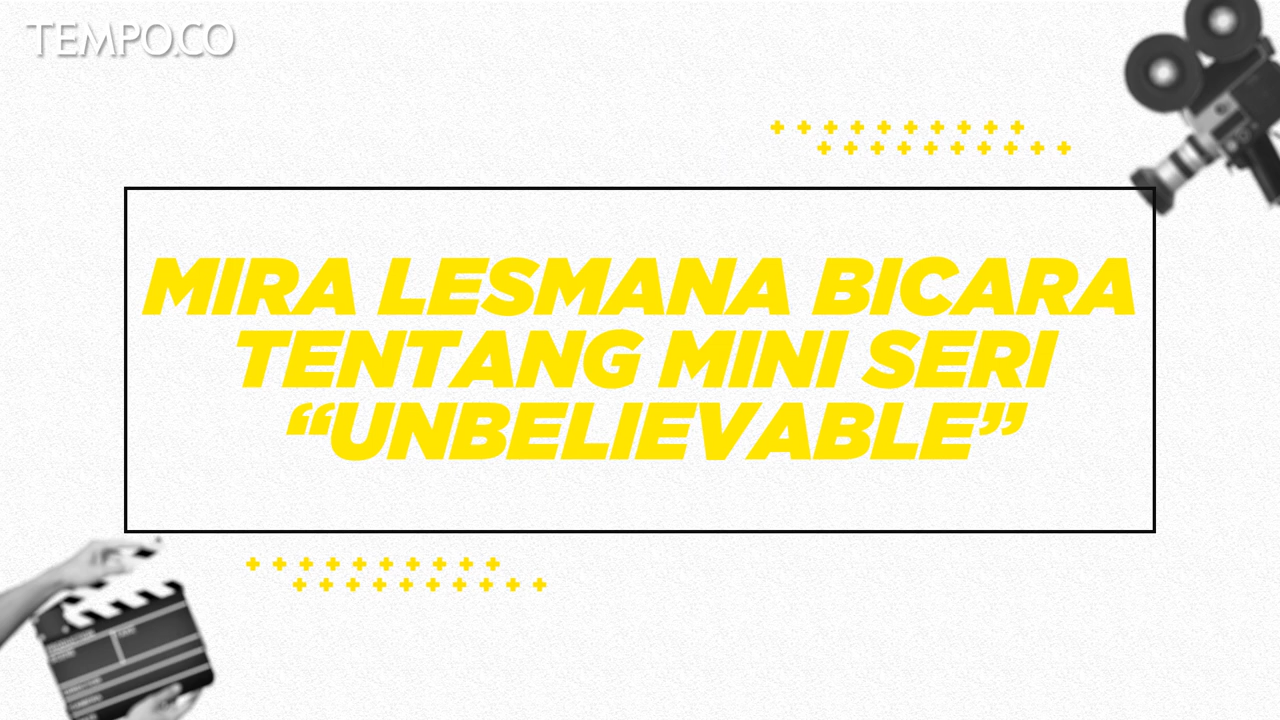 TEMPO.CO
MIRA LESMANA BICARA
TENTANG MINI SERI
“UNBELIEVABLE”